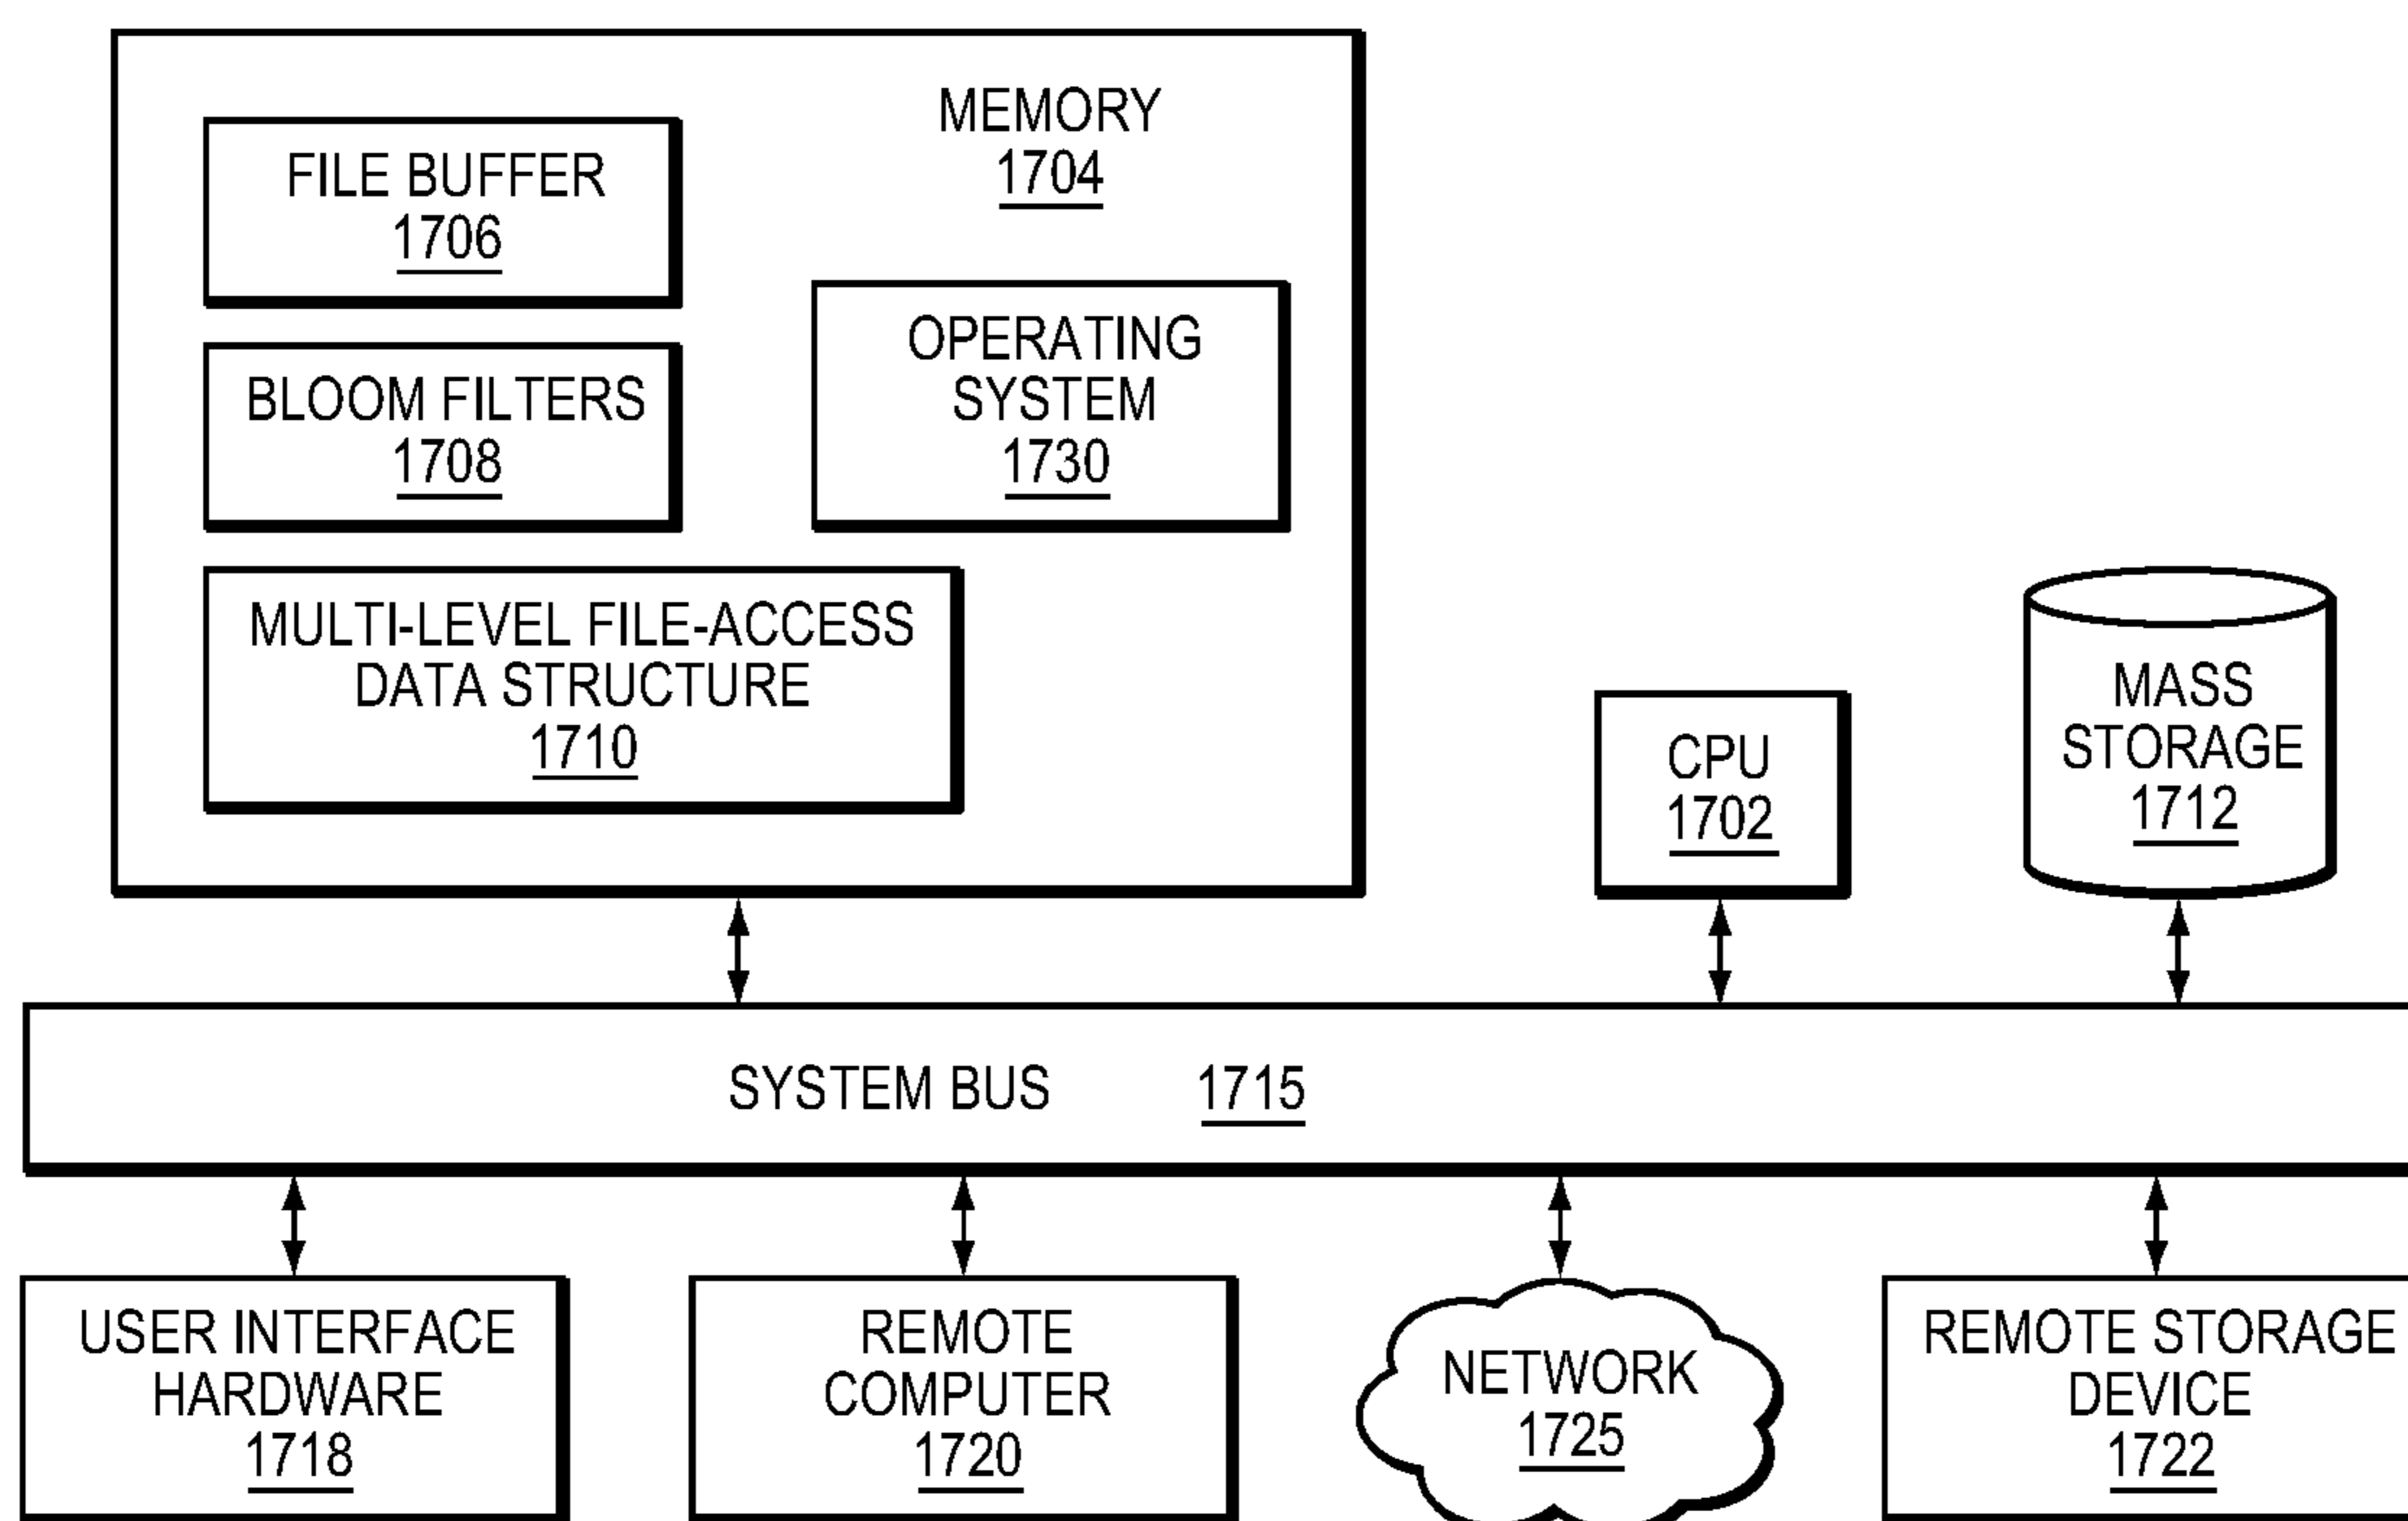 MEMORY
1704
FILE BUFFER
1706
BLOOM FILTERS
1708
OPERATING
SYSTEM
1730
MULTI-LEVEL FILE-ACCESS
DATA STRUCTURE
1710
CPU
1702
MASS
STORAGE
1712
SYSTEM BUS 1715
USER INTERFACE
HARDWARE
1718
REMOTE
COMPUTER
1720
NETWORK
1725
REMOTE STORAGE
DEVICE
1722